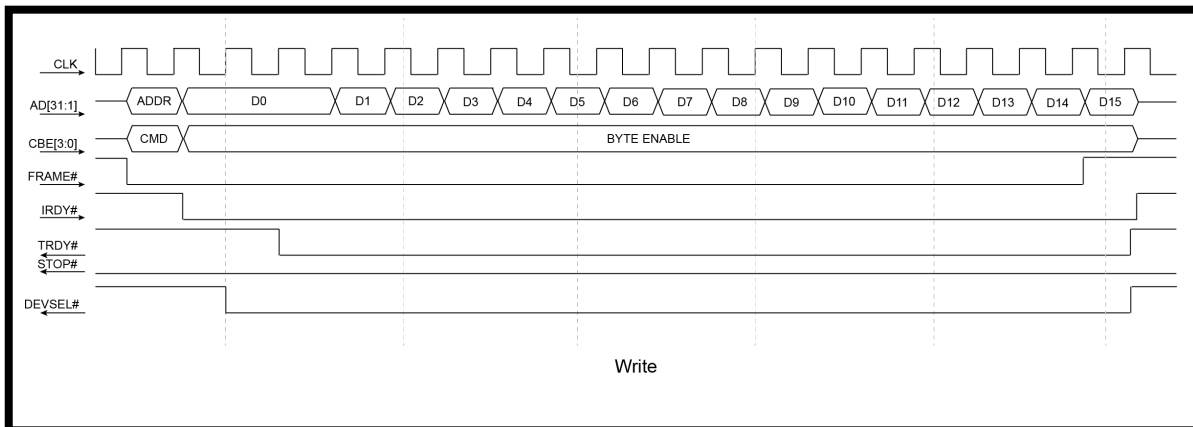 CLK
AD[31:1] ADDR D0 D1 D2 D3 D4 D5 D6 D7 D8 D9 D10 D11 D12 D13 D14 D15
CBE[3:0] CMD BYTE ENABLE
FRAME#
IRDY#
TRDY#
STOP#
DEVSEL#
Write